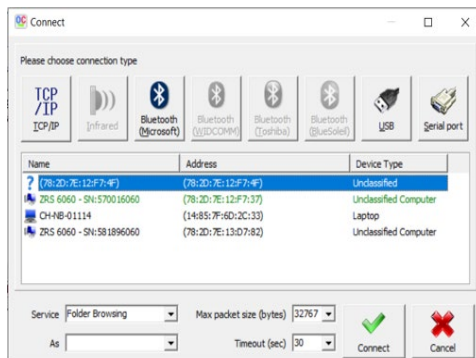 Connect
Please choose connection type
TCP
/IP
TCP/IP
Infrared
Bluetooth
(Microsoft)
Bluetooth
(WIDCOMM)
Bluetooth
(Toshiba)
Bluetooth
(BlueSoleil)
USB
Serial port
Name Address Device Type
? (78:2D:7E:12:F7:4F) (78:2D:7E:12:F7:4F) Unclassified
ZRS 6060 - SN:570016060 (78:2D:7E:12:F7:37) Unclassified Computer
CH-NB-01114 (14:85:7F:6D:2C:33) Laptop
ZRS 6060 - SN:581896060 (78:2D:7E:13:D7:82) Unclassified Computer
Service Folder Browsing Max packet size (bytes) 32767
As Timeout (sec) 30
Connect
Cancel